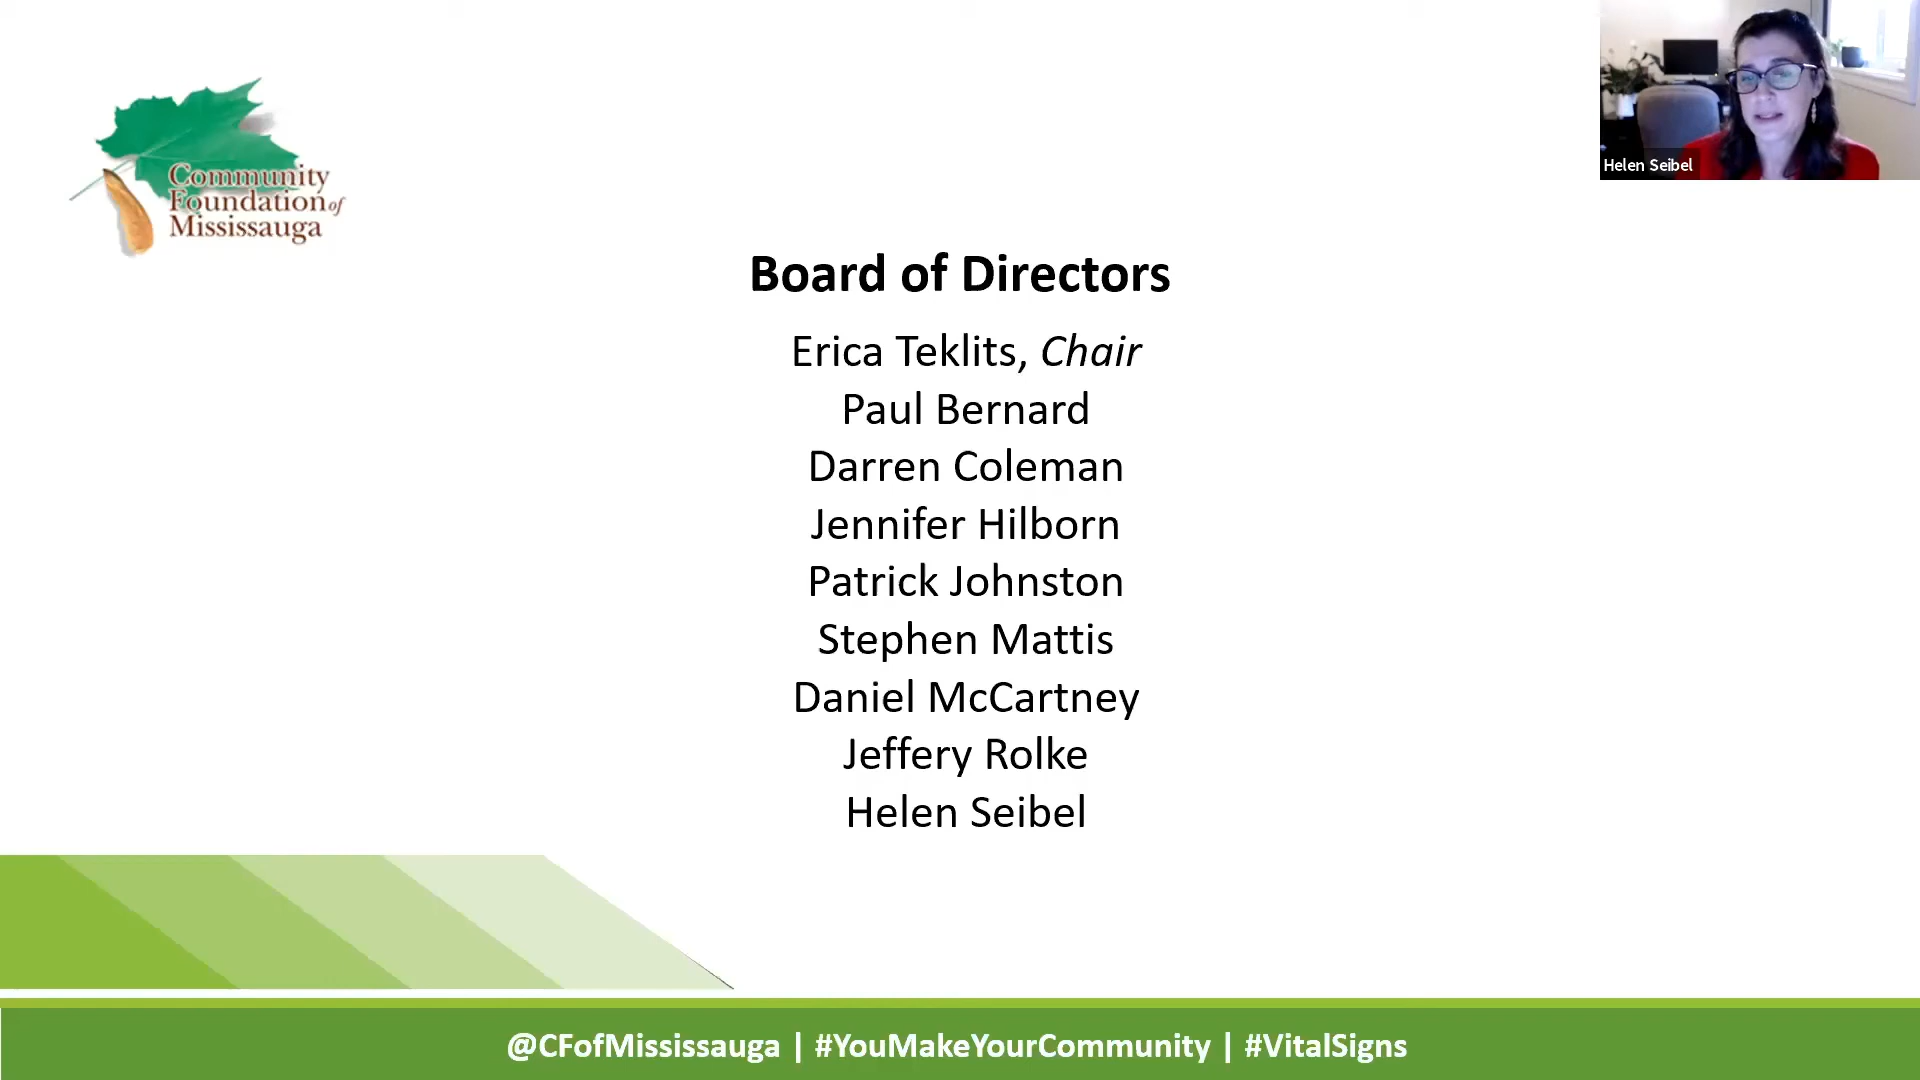 Community
Foundation of
Mississauga
Helen Seibel
Board of Directors
Erica Teklits, Chair
Paul Bernard
Darren Coleman
Jennifer Hilborn
Patrick Johnston
Stephen Mattis
Daniel McCartney
Jeffery Rolke
Helen Seibel
@CFofMississauga | #YouMakeYourCommunity | #VitalSigns